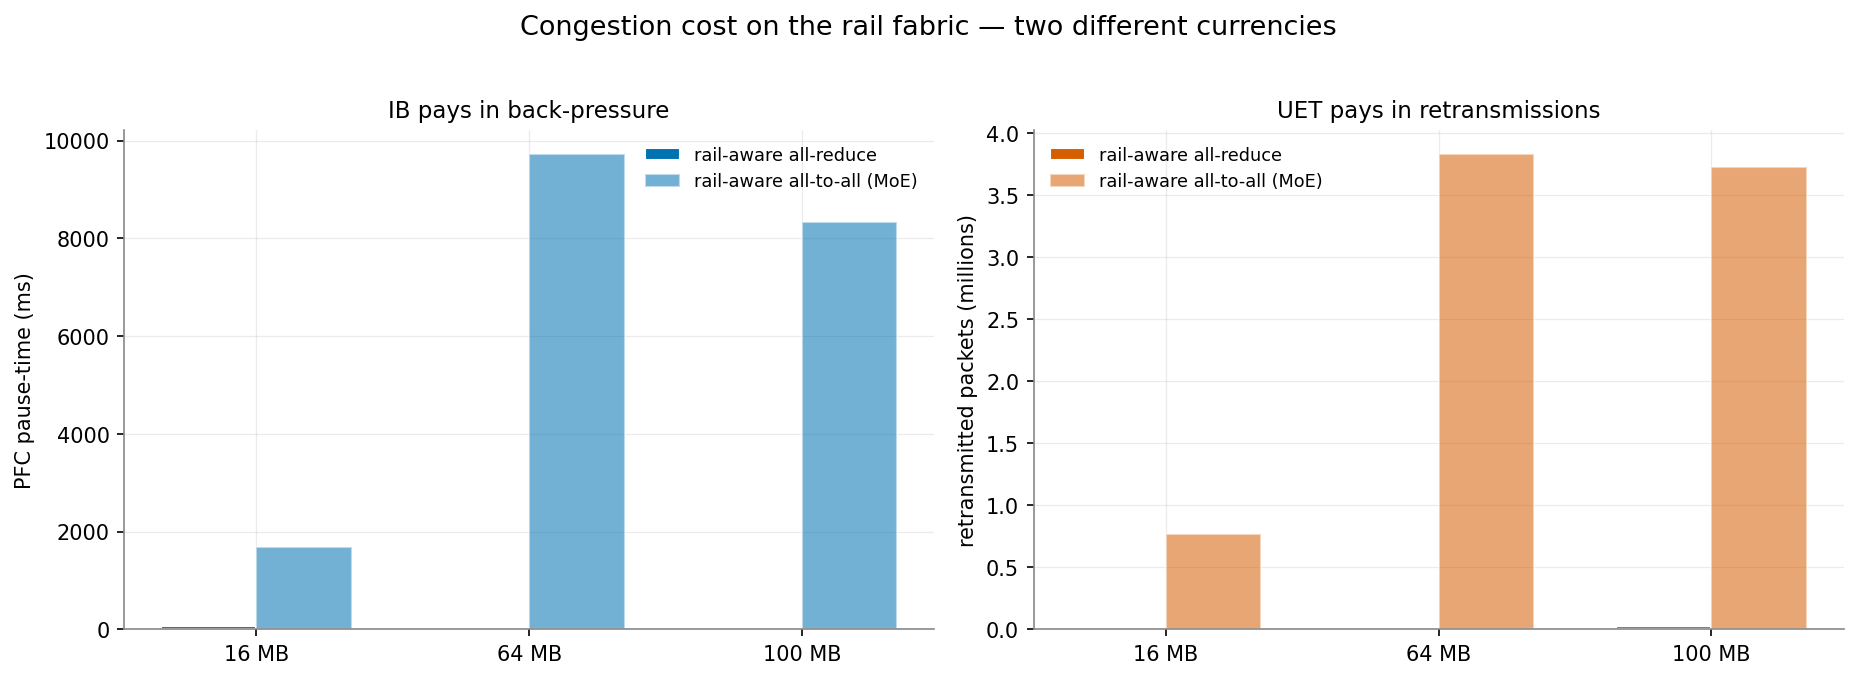 Congestion cost on the rail fabric — two different currencies
IB pays in back-pressure
PFC pause-time (ms)
10000
8000
6000
4000
2000
0
rail-aware all-reduce
rail-aware all-to-all (MoE)
16 MB
64 MB
100 MB
UET pays in retransmissions
retransmitted packets (millions)
4.0
3.5
3.0
2.5
2.0
1.5
1.0
0.5
0.0
rail-aware all-reduce
rail-aware all-to-all (MoE)
16 MB
64 MB
100 MB